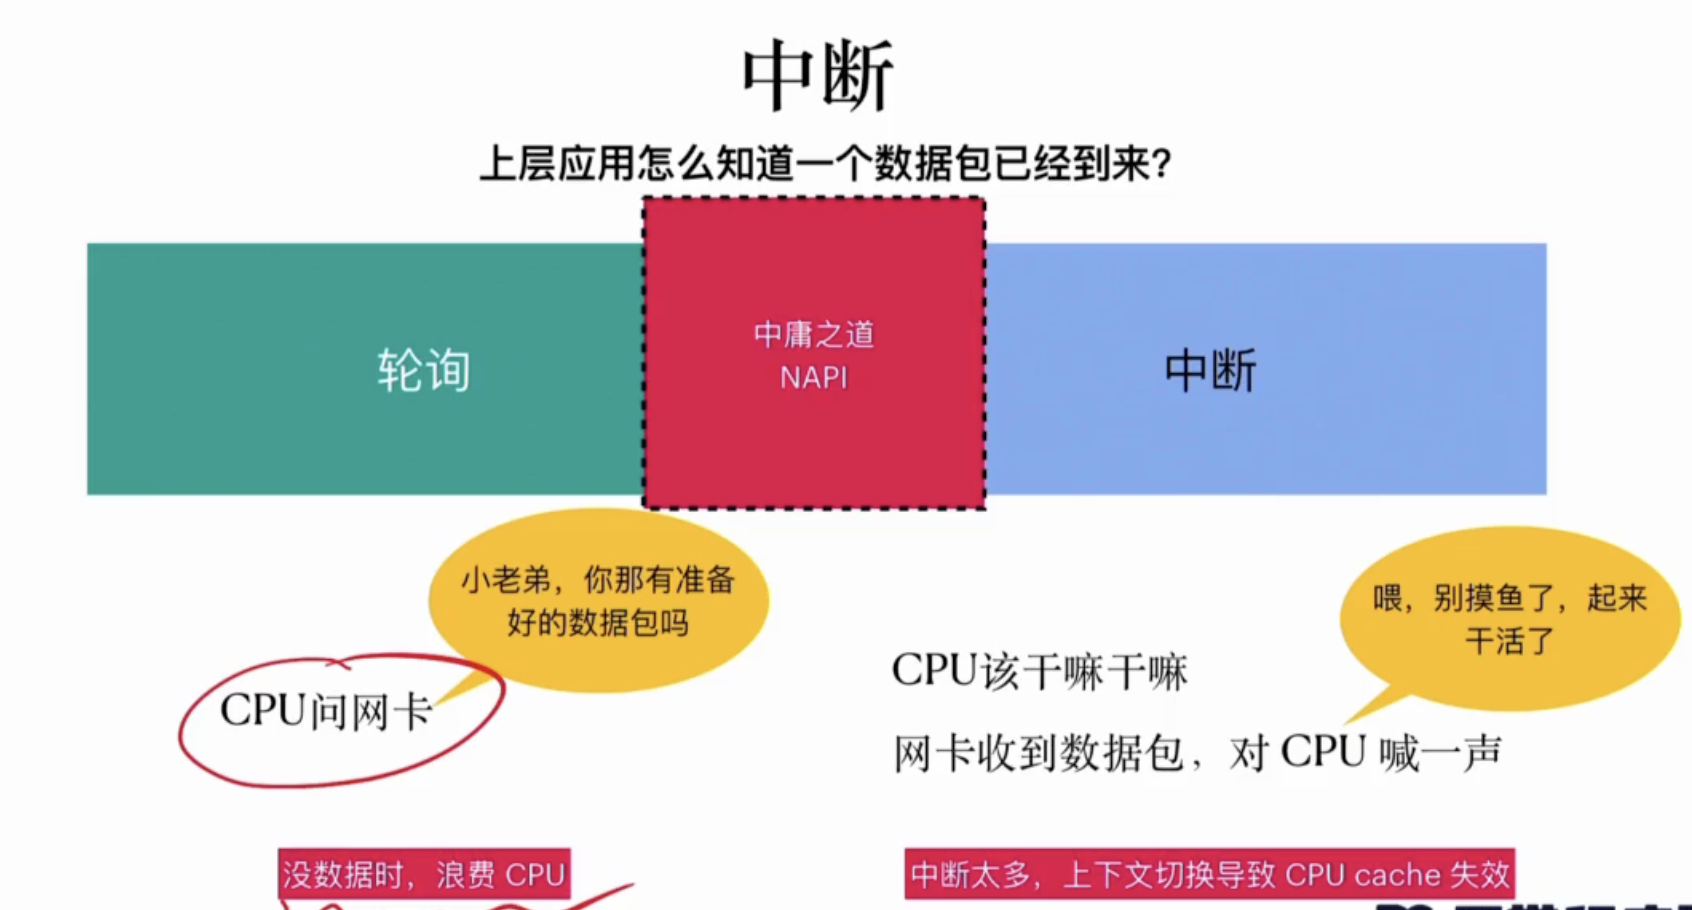 中断
上层应用怎么知道一个数据包已经到来？
轮询
中庸之道
NAPI
中断
小老弟，你那有准备
好的数据包吗
CPU问网卡
喂，别摸鱼了，起来
干活了
CPU该干嘛干嘛
网卡收到数据包，对 CPU 喊一声
没数据时，浪费 CPU
中断太多，上下文切换导致 CPU cache 失效